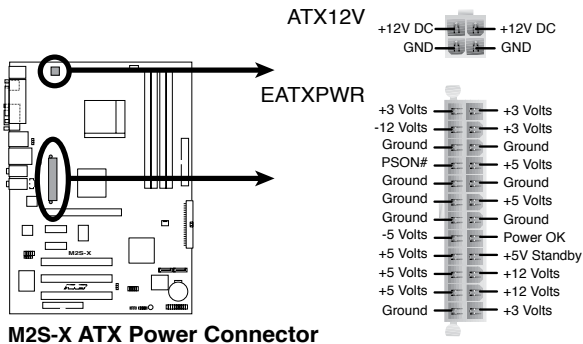 ATX12V
+12V DC +12V DC
GND GND
EATXPWR
+3 Volts +3 Volts
-12 Volts +3 Volts
Ground Ground
PSON# +5 Volts
Ground Ground
Ground +5 Volts
Ground Ground
-5 Volts Power OK
+5 Volts +5V Standby
+5 Volts +12 Volts
+5 Volts +12 Volts
Ground +3 Volts
M2S-X
M2S-X ATX Power Connector